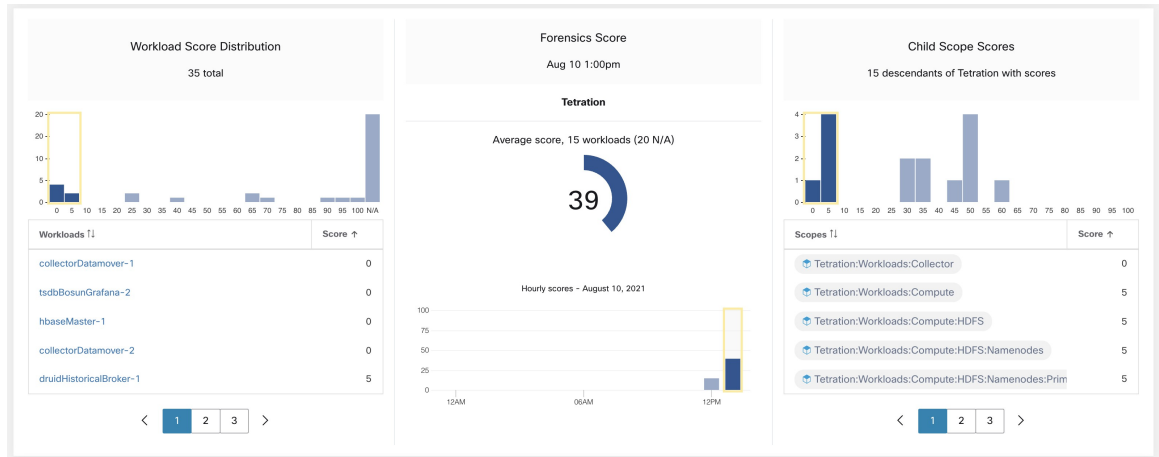 Workload Score Distribution
35 total
20
20
10
5
0
0 5 10 15 20 25 30 35 40 45 50 55 60 65 70 75 80 85 90 95 100 N/A
Workloads ↑↓ Score ↑
collectorDatamover-1 0
tsdbBosunGrafana-2 0
hbaseMaster-1 0
collectorDatamover-2 0
druidHistoricalBroker-1 5
< 1 2 3 >
Forensics Score
Aug 10 1:00pm
Tetration
Average score, 15 workloads (20 N/A)
39
Hourly scores - August 10, 2021
100
75
50
25
0
12AM 06AM 12PM
Child Scope Scores
15 descendants of Tetration with scores
4
3
2
1
0
0 5 10 15 20 25 30 35 40 45 50 55 60 65 70 75 80 85 90 95 100
Scopes ↑↓ Score ↑
Tetration:Workloads:Collector 0
Tetration:Workloads:Compute 5
Tetration:Workloads:Compute:HDFS 5
Tetration:Workloads:Compute:HDFS:Namenodes 5
Tetration:Workloads:Compute:HDFS:Namenodes:Prim 5
< 1 2 3 >